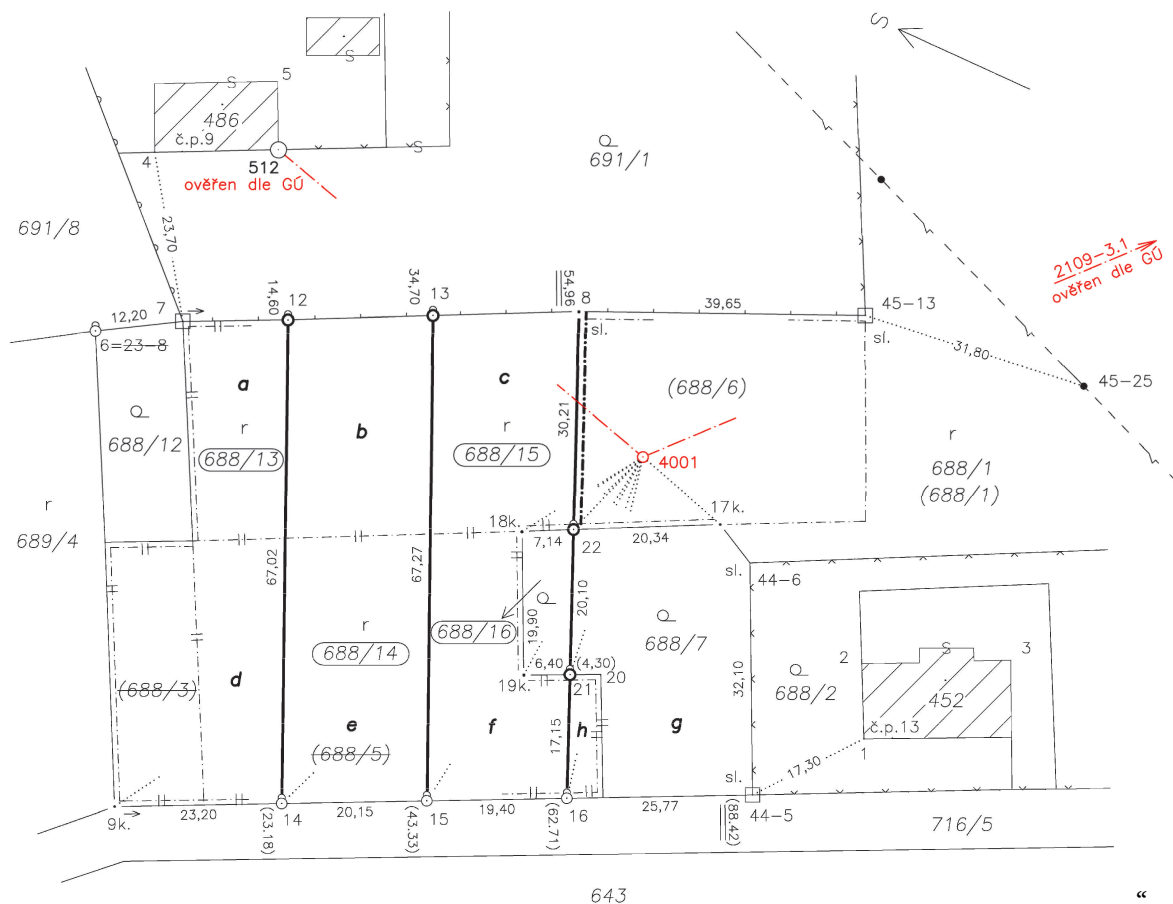 S
5
S
S
486
č.p.9
4
512
S
ověřen dle GÚ
691/1
691/8
23,70
2109-3.1
ověřen dle GÚ
7
12,20
6=23-8
14,60
12
34,70
13
54,96
8
sl.
39,65
45-13
sl.
31,80
45-25
a
b
c
(688/6)
688/12
r
688/13
r
688/15
30,21
4001
r
688/1
(688/1)
r
689/4
18k.
7,14
22
20,34
17k.
sl.
44-6
67,02
67,27
19,90
20,10
r
688/14
688/16
688/7
6,40
(4,30)
20
19k.
21
32,10
2
S
3
688/2
452
č.p.13
1
(688/3)
d
e
(688/5)
f
17,15
h
g
17,30
sl.
9k.
23,20
(23.18)
14
20,15
(43.33)
15
19,40
(62.71)
16
25,77
(88.42)
44-5
716/5
643
“